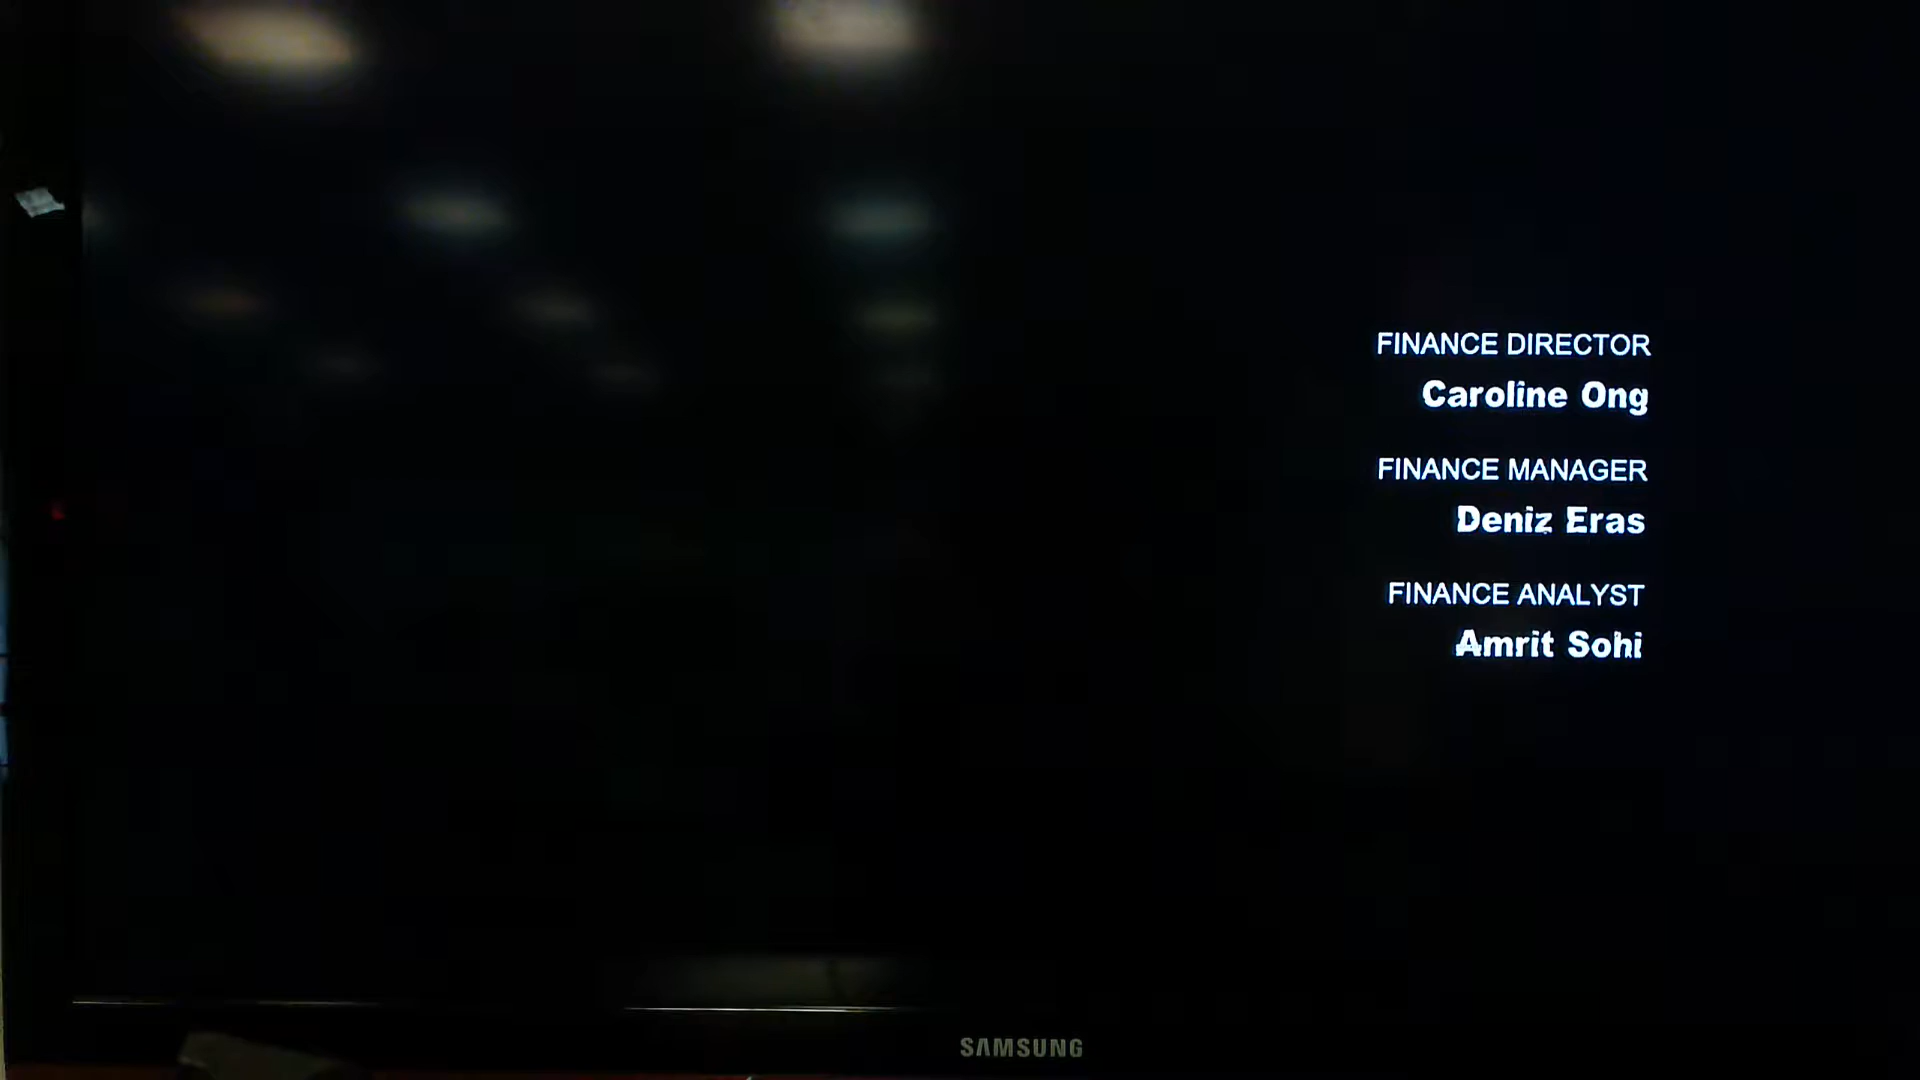 FINANCE DIRECTOR
Caroline Ong
FINANCE MANAGER
Deniz Eras
FINANCE ANALYST
Amrit Sohi
SAMSUNG